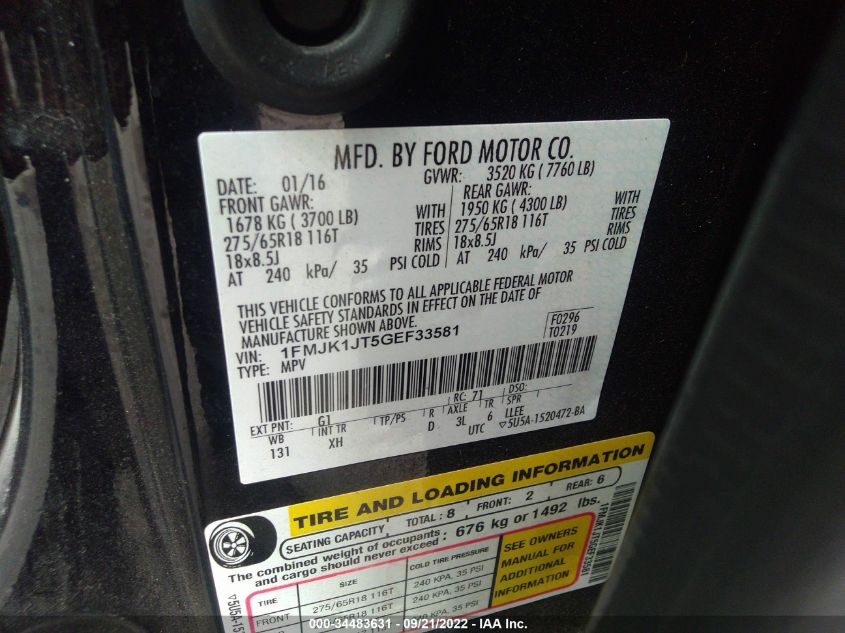 MFD. BY FORD MOTOR CO.
DATE: 01/16 GVWR: 3520 KG ( 7760 LB)
FRONT GAWR: REAR GAWR:
1678 KG ( 3700 LB) WITH 1950 KG ( 4300 LB) WITH
275/65R18 116T TIRES 275/65R18 116T TIRES
18x8.5J RIMS 18x8.5J RIMS
AT 240 kPa/ 35 PSI COLD AT 240 kPa/ 35 PSI COLD
THIS VEHICLE CONFORMS TO ALL APPLICABLE FEDERAL MOTOR
VEHICLE SAFETY STANDARDS IN EFFECT ON THE DATE OF
MANUFACTURE SHOWN ABOVE.
VIN: 1FMJK1JT5GEF33581 F0296
TYPE: MPV T0219
EXT PNT: G1 RC: 71 DSO:
WB INT TR TP/PS R AXLE TR SPR
131 XH D 3L 6 LLEE
UTC ▽5U5A-1520472-BA
TIRE AND LOADING INFORMATION
SEATING CAPACITY TOTAL: 8 FRONT: 2 REAR: 6
The combined weight of occupants
and cargo should never exceed: 676 kg or 1492 lbs.
TIRE SIZE COLD TIRE PRESSURE
FRONT 275/65R18 116T 240 KPA, 35 PSI
240 KPA, 35 PSI
SEE OWNERS
MANUAL FOR
ADDITIONAL
INFORMATION
1FMJK1JT5GEF33581
000-34483631 - 09/21/2022 - IAA Inc.